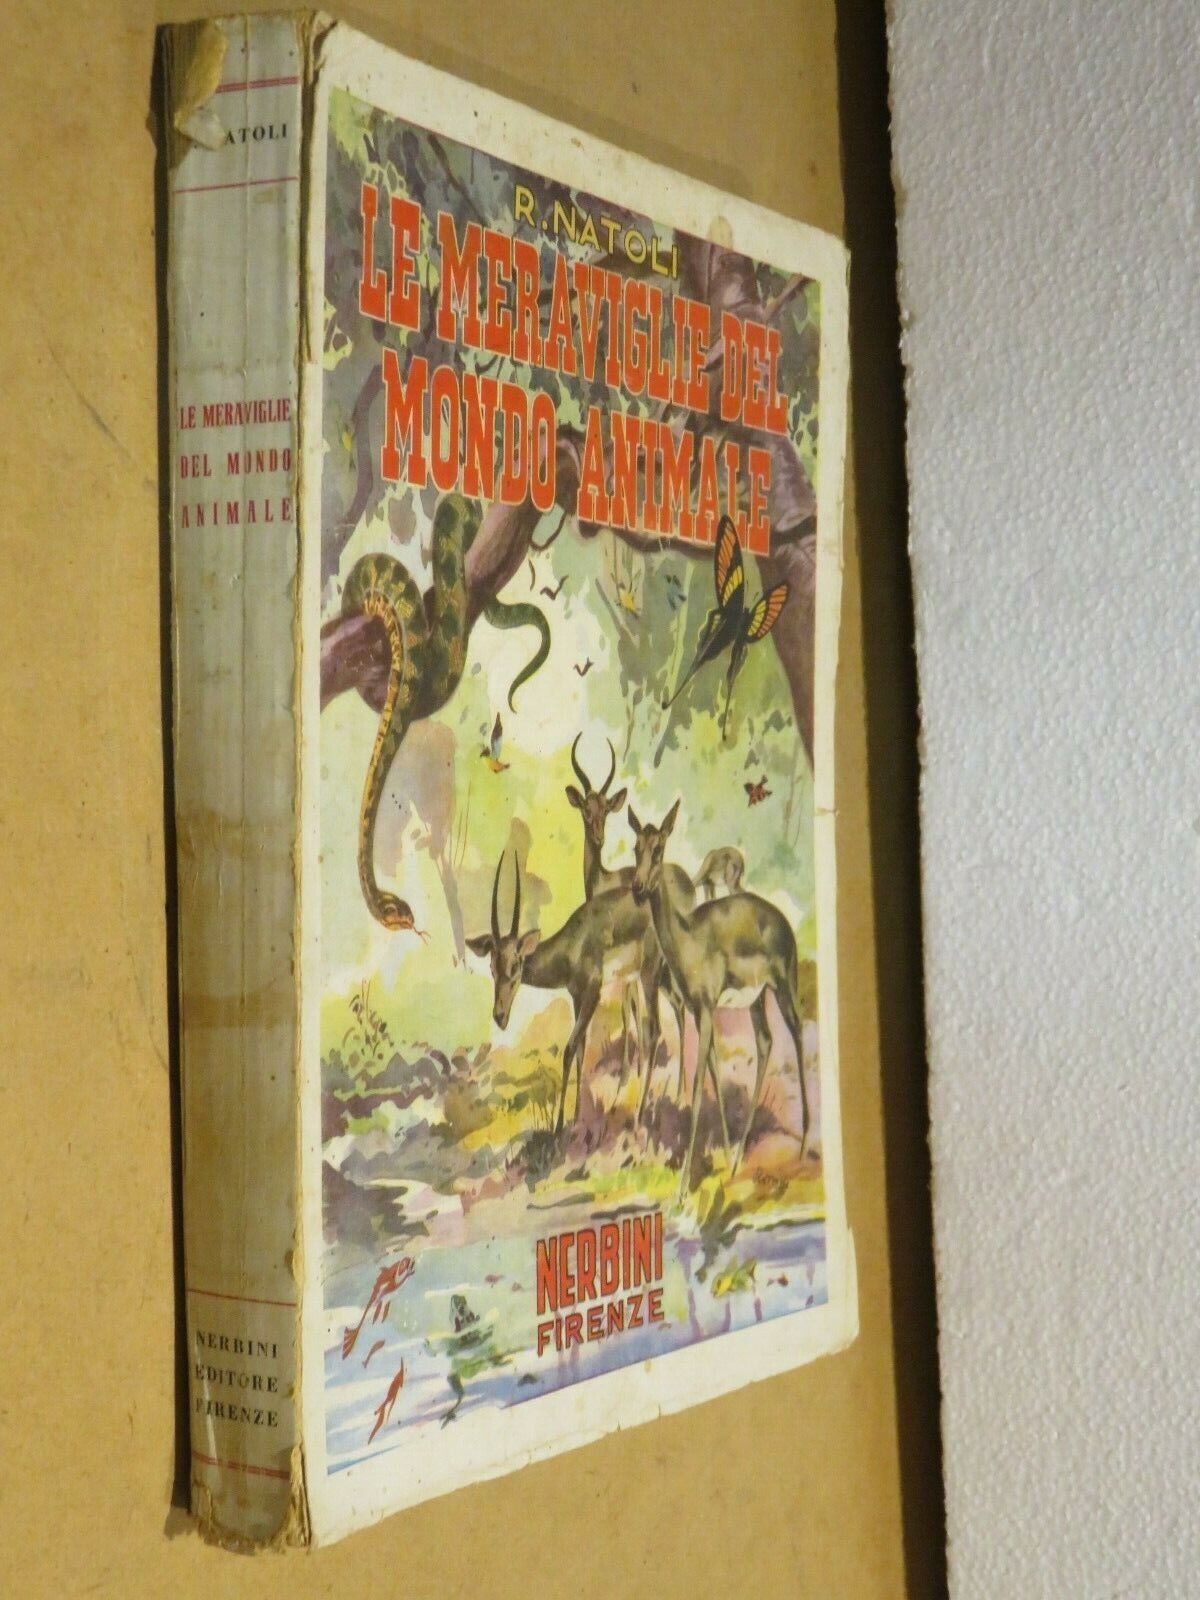 ATOLI
LE MERAVIGLIE
DEL MONDO
ANIMALE
NERBINI
EDITORE
FIRENZE
R. NATOLI
LE MERAVIGLIE DEL
MONDO ANIMALE
NERBINI
FIRENZE